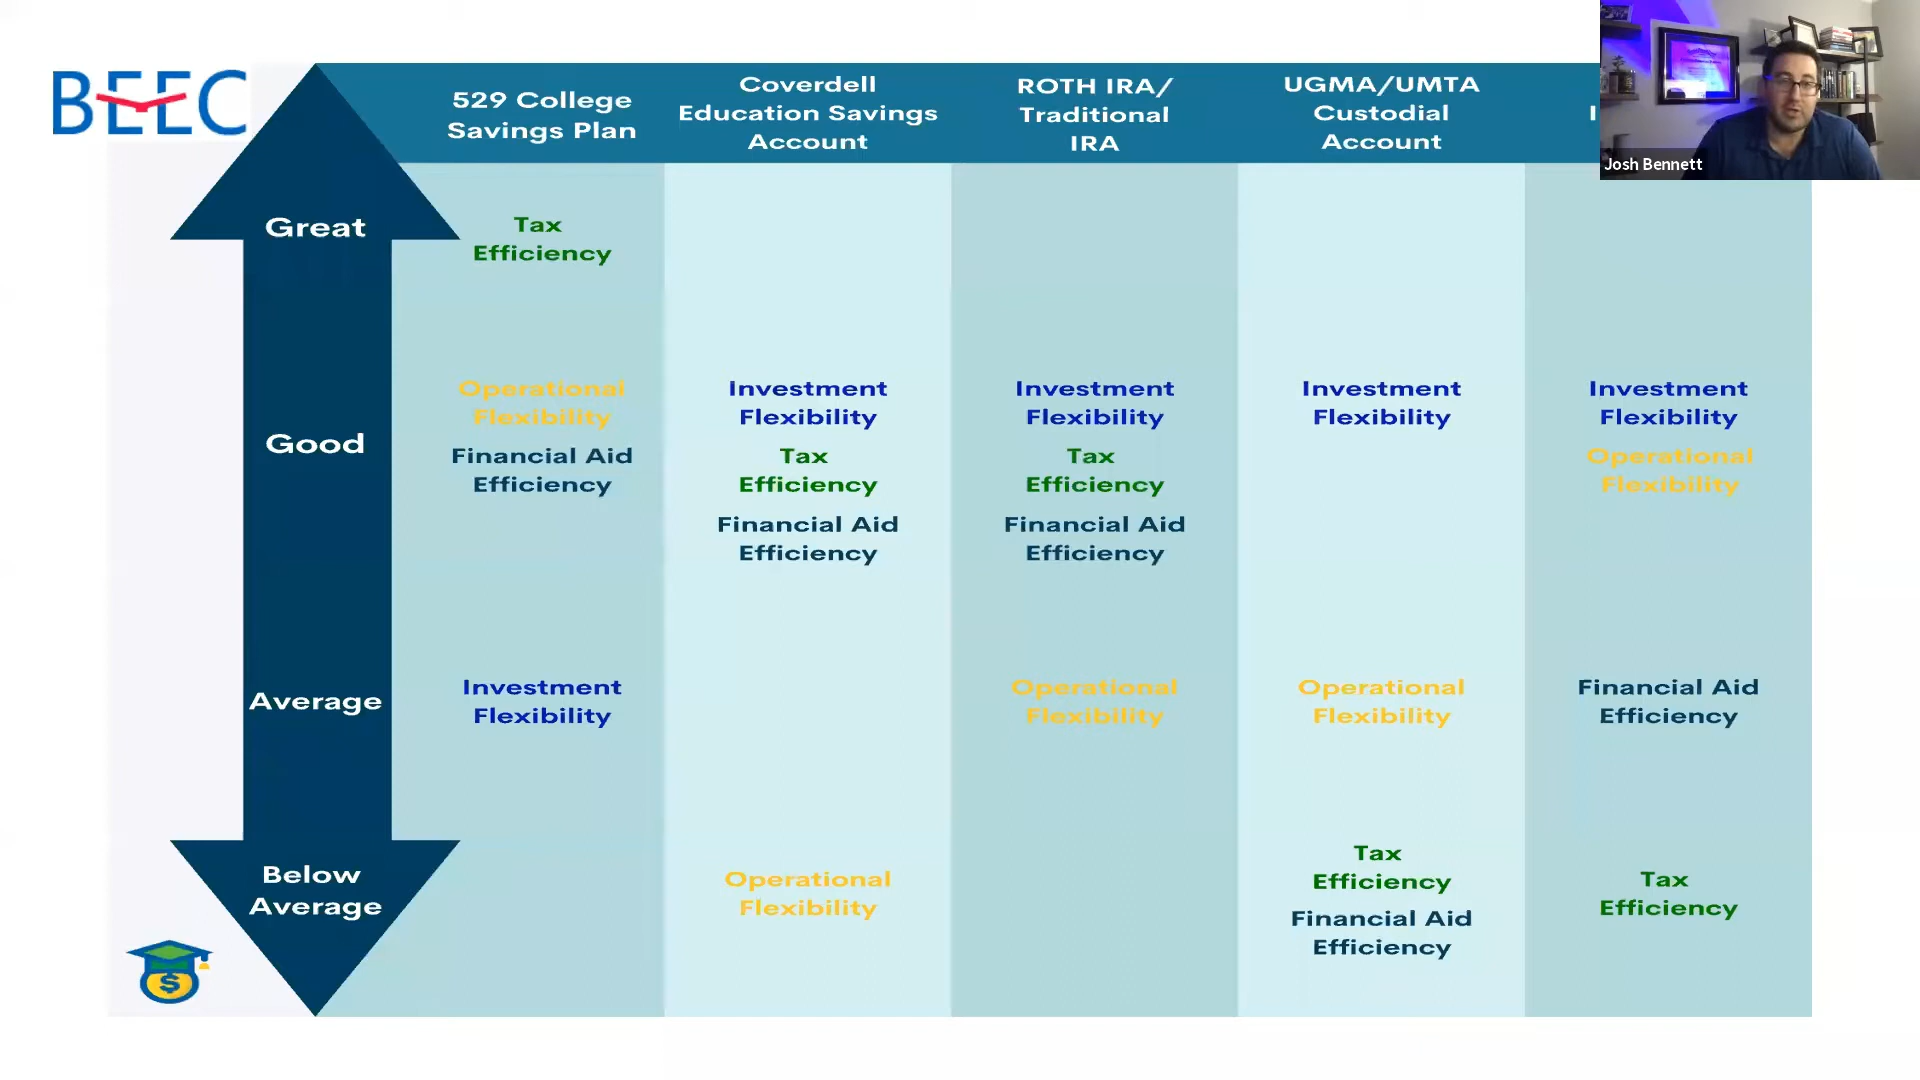 BEEC
529 College
Savings Plan
Coverdell
Education Savings
Account
ROTH IRA/
Traditional
IRA
UGMA/UMTA
Custodial
Account
Josh Bennett
Great
Tax
Efficiency
Good
Operational
Flexibility
Financial Aid
Efficiency
Investment
Flexibility
Tax
Efficiency
Financial Aid
Efficiency
Investment
Flexibility
Tax
Efficiency
Financial Aid
Efficiency
Investment
Flexibility
Investment
Flexibility
Operational
Flexibility
Average
Investment
Flexibility
Operational
Flexibility
Operational
Flexibility
Financial Aid
Efficiency
Below
Average
Operational
Flexibility
Tax
Efficiency
Financial Aid
Efficiency
Tax
Efficiency
$